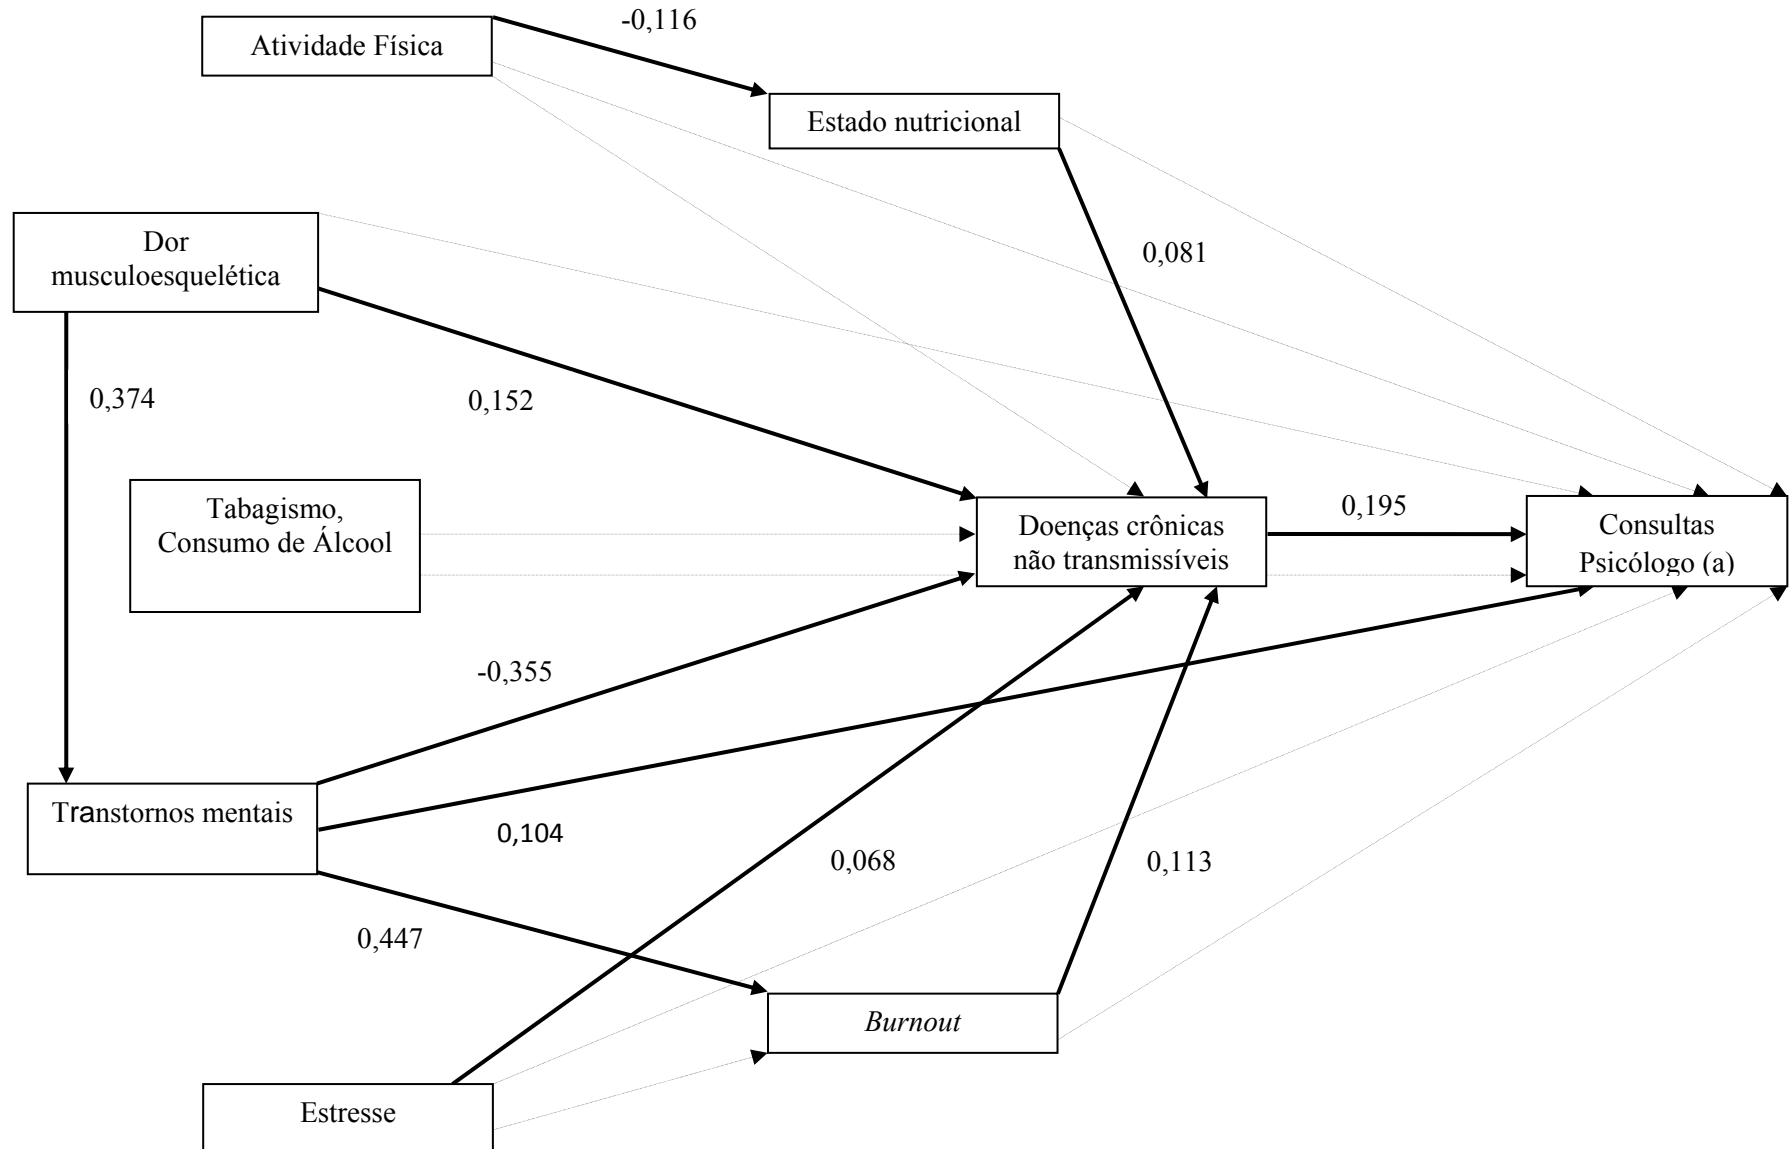 -0,116
Atividade Física
Estado nutricional
Dor
musculoesquelética
0,081
0,374
0,152
Tabagismo,
Consumo de Álcool
Doenças crônicas
não transmissíveis
0,195
Consultas
Psicólogo (a)
-0,355
Transtornos mentais
0,104
0,068
0,113
0,447
Burnout
Estresse